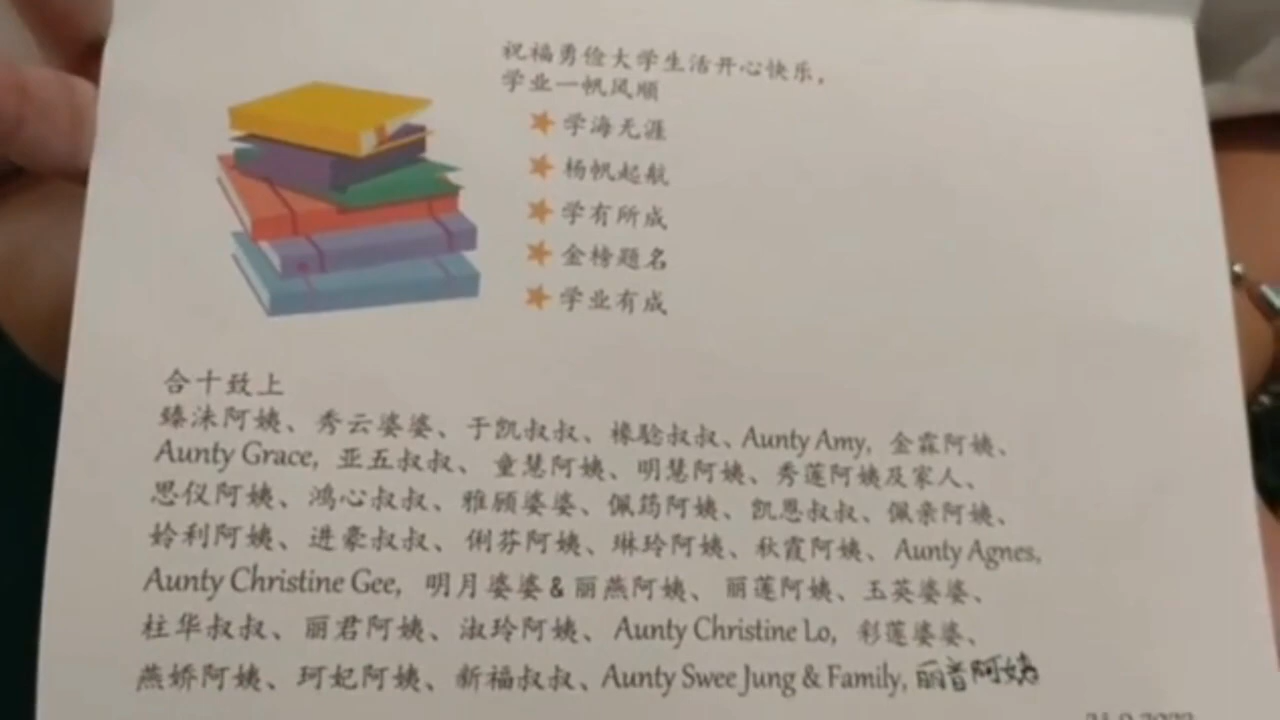 祝福勇俭大学生活开心快乐，
学业一帆风顺
学海无涯
杨帆起航
学有所成
金榜题名
学业有成
合十致上
臻洙阿姨、秀云婆婆、于凯叔叔、橡骀叔叔、Aunty Amy, 金霖阿姨、
Aunty Grace, 亚五叔叔、童慧阿姨、明慧阿姨、秀莲阿姨及家人、
思仪阿姨、鸿心叔叔、雅顾婆婆、佩筠阿姨、凯恩叔叔、佩亲阿姨、
姈利阿姨、进豪叔叔、俐芬阿姨、琳玲阿姨、秋霞阿姨、Aunty Agnes,
Aunty Christine Gee, 明月婆婆&丽燕阿姨、丽莲阿姨、玉英婆婆、
柱华叔叔、丽君阿姨、淑玲阿姨、Aunty Christine Lo, 彩莲婆婆、
燕娇阿姨、珂妃阿姨、新福叔叔、Aunty Swee Jung & Family, 丽音阿姨